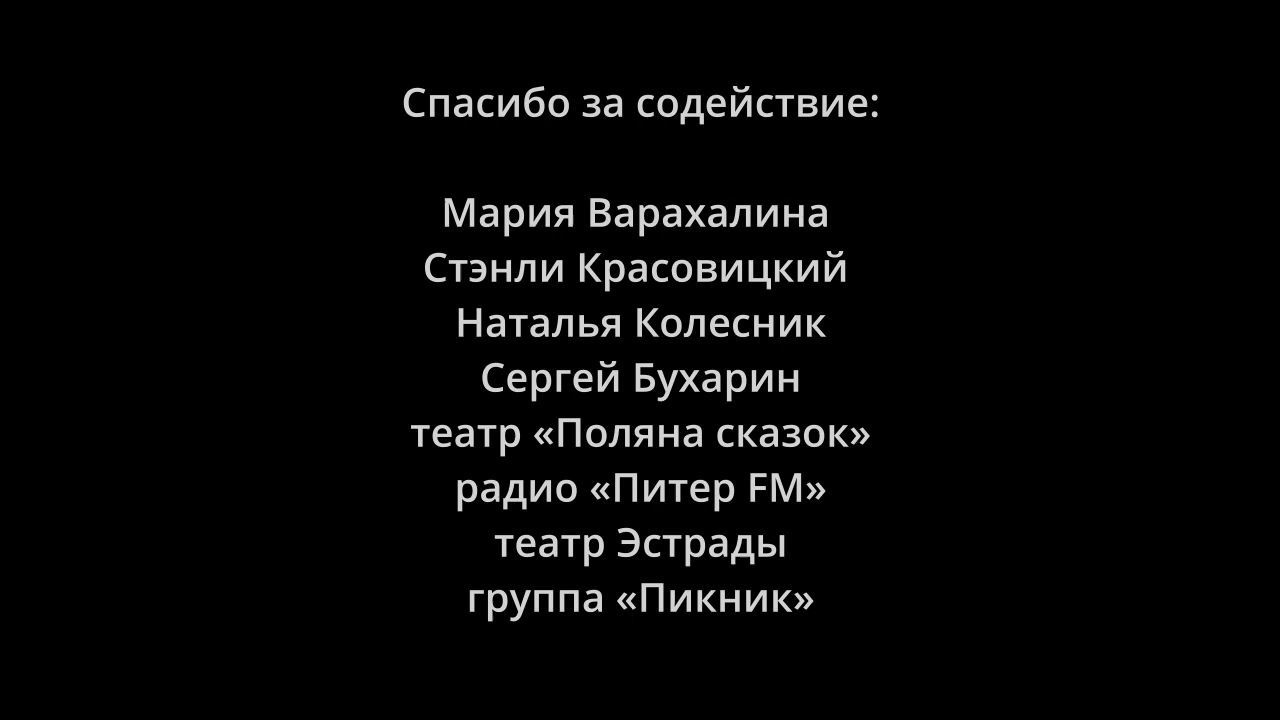 Спасибо за содействие:
Мария Варахалина
Стэнли Красовицкий
Наталья Колесник
Сергей Бухарин
театр «Поляна сказок»
радио «Питер FM»
театр Эстрады
группа «Пикник»